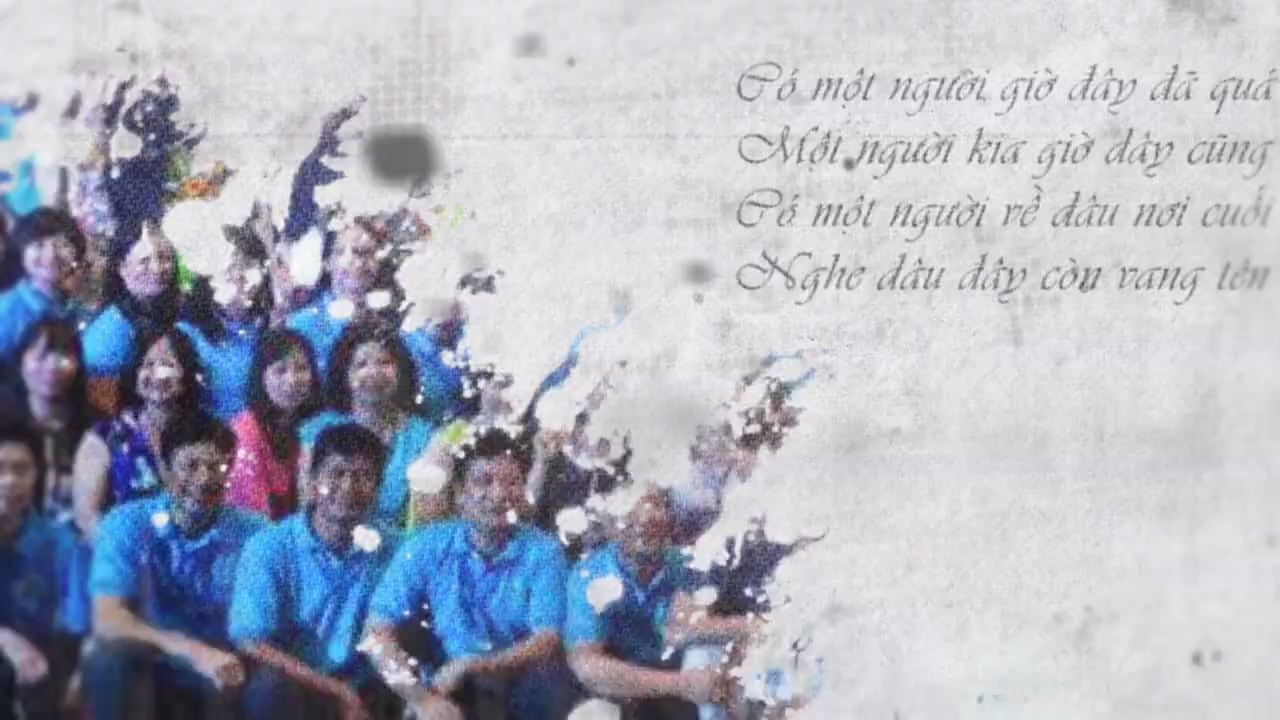 Có một người giờ đây đã quá
Một người kia giờ đây cũng
Có một người về đâu nơi cuối
Nghe đâu đây còn vang tên